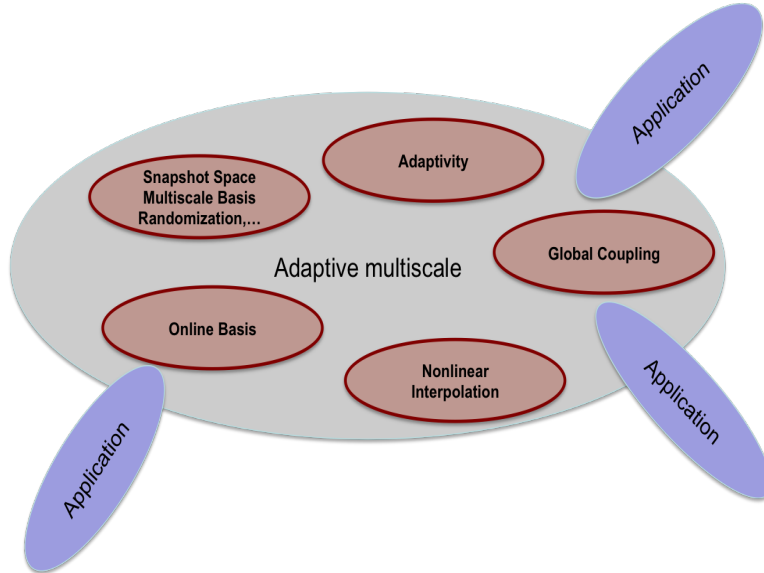 Application
Adaptivity
Snapshot Space
Multiscale Basis
Randomization,...
Global Coupling
Adaptive multiscale
Online Basis
Nonlinear
Interpolation
Application
Application